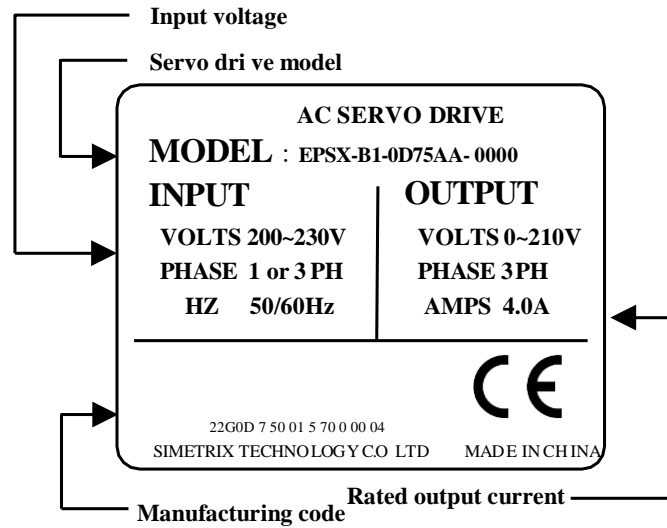 Input voltage
Servo dri ve model
AC SERVO DRIVE
MODEL : EPSX-B1-0D75AA- 0000
INPUT
VOLTS 200~230V
PHASE 1 or 3 PH
HZ 50/60Hz
OUTPUT
VOLTS 0~210V
PHASE 3PH
AMPS 4.0A
CE
22G0D 7 50 01 5 70 0 00 04
SIMETRIX TECHNOLOGY C.O LTD MADE IN CHINA
Rated output current
Manufacturing code